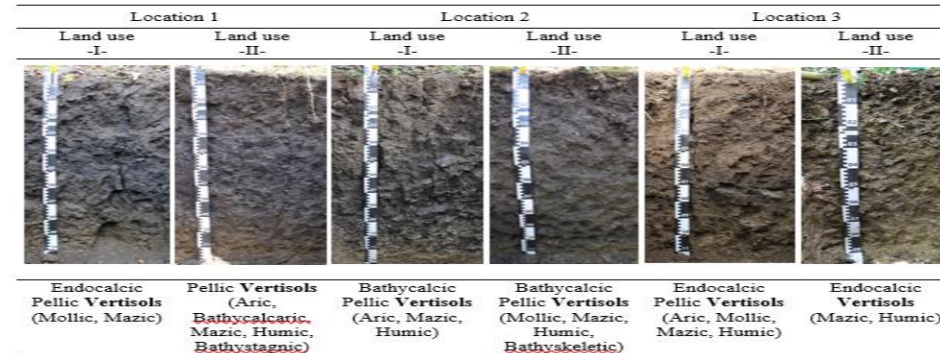 Location 1 Location 2 Location 3
Land use Land use Land use Land use Land use Land use
-I- -II- -I- -II- -I- -II-
Endocalcic Pellic Vertisols Bathycalcic Bathycalcic Endocalcic Endocalcic
Pellic Vertisols (Aric, Pellic Vertisols Pellic Vertisols Pellic Vertisols Vertisols
(Mollic, Mazic) Bathycalcaric, (Aric, Mazic, (Mollic, Mazic, (Aric, Mollic, (Mazic, Humic)
Mazic, Humic, Humic) Humic, Mazic, Humic)
Bathystagnic) Bathyskeletic)